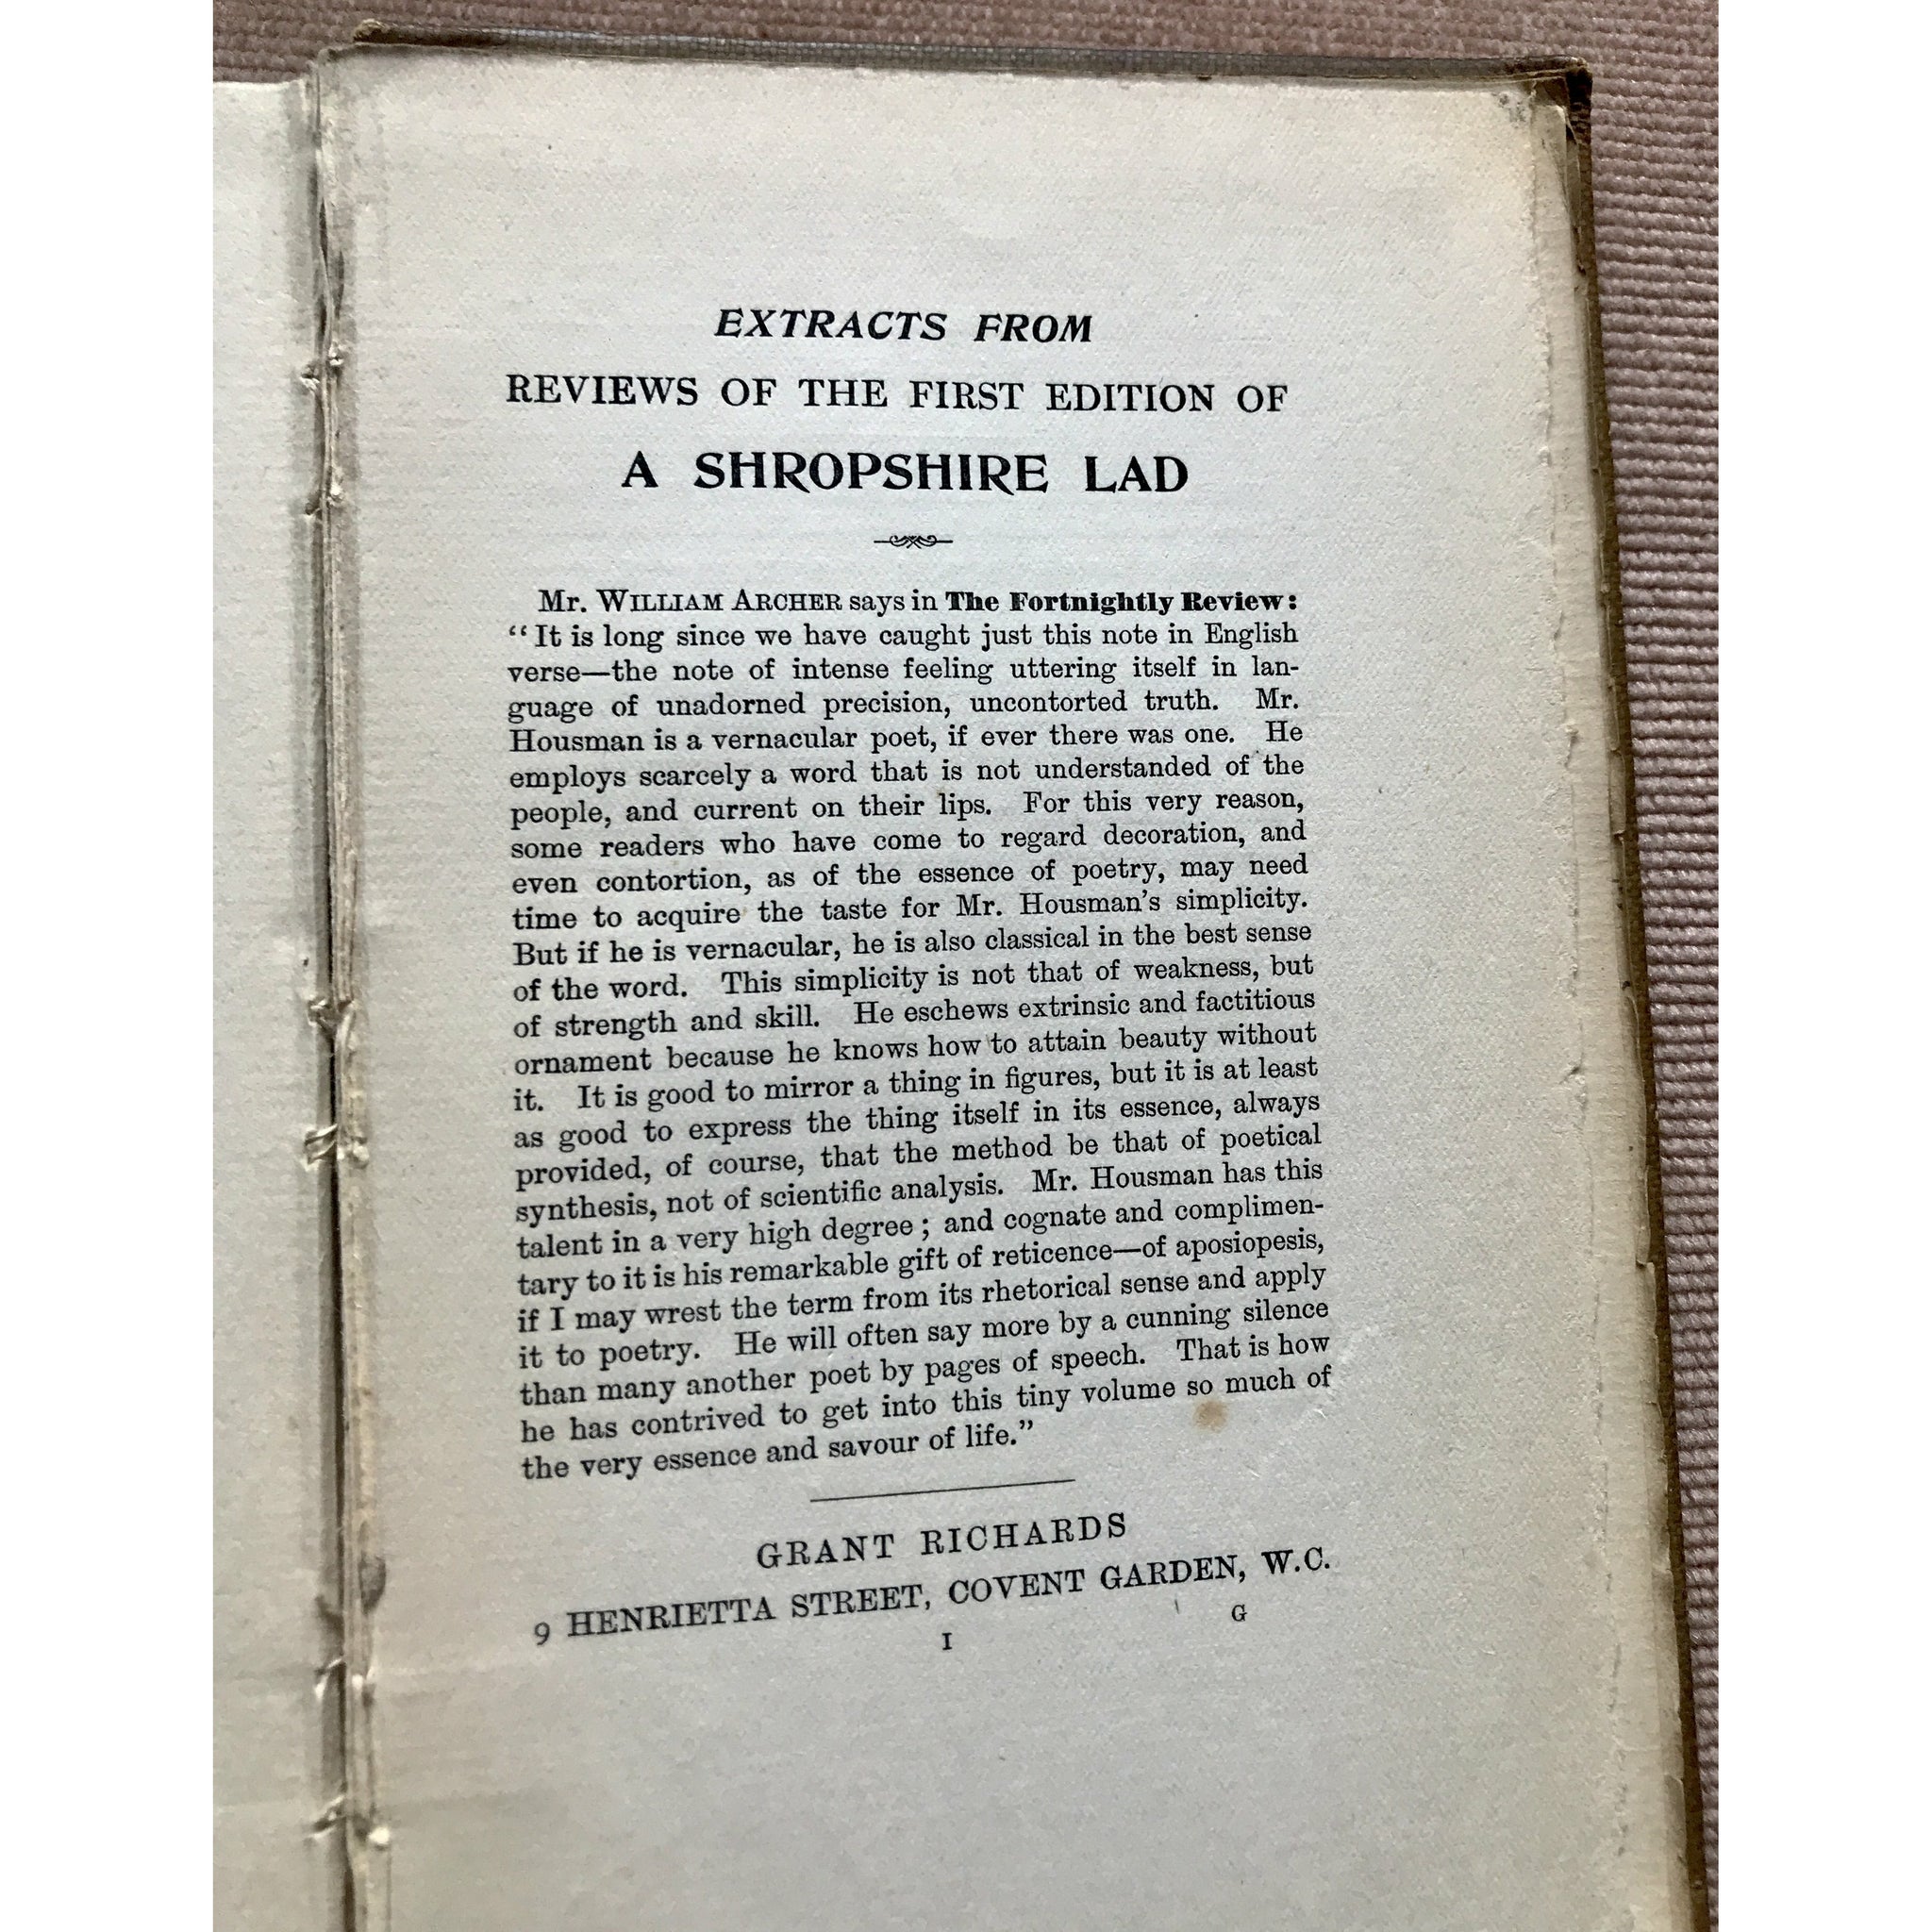 EXTRACTS FROM
REVIEWS OF THE FIRST EDITION OF
A SHROPSHIRE LAD
Mr. WILLIAM ARCHER says in The Fortnightly Review:
“It is long since we have caught just this note in English
verse—the note of intense feeling uttering itself in lan-
guage of unadorned precision, uncontorted truth. Mr.
Housman is a vernacular poet, if ever there was one. He
employs scarcely a word that is not understanded of the
people, and current on their lips. For this very reason,
some readers who have come to regard decoration, and
even contortion, as of the essence of poetry, may need
time to acquire the taste for Mr. Housman's simplicity.
But if he is vernacular, he is also classical in the best sense
of the word. This simplicity is not that of weakness, but
of strength and skill. He eschews extrinsic and factitious
ornament because he knows how to attain beauty without
it. It is good to mirror a thing in figures, but it is at least
as good to express the thing itself in its essence, always
provided, of course, that the method be that of poetical
synthesis, not of scientific analysis. Mr. Housman has this
talent in a very high degree; and cognate and complimen-
tary to it is his remarkable gift of reticence—of aposiopesis,
if I may wrest the term from its rhetorical sense and apply
it to poetry. He will often say more by a cunning silence
than many another poet by pages of speech. That is how
he has contrived to get into this tiny volume so much of
the very essence and savour of life.”
GRANT RICHARDS
9 HENRIETTA STREET, COVENT GARDEN, W.C.
I G